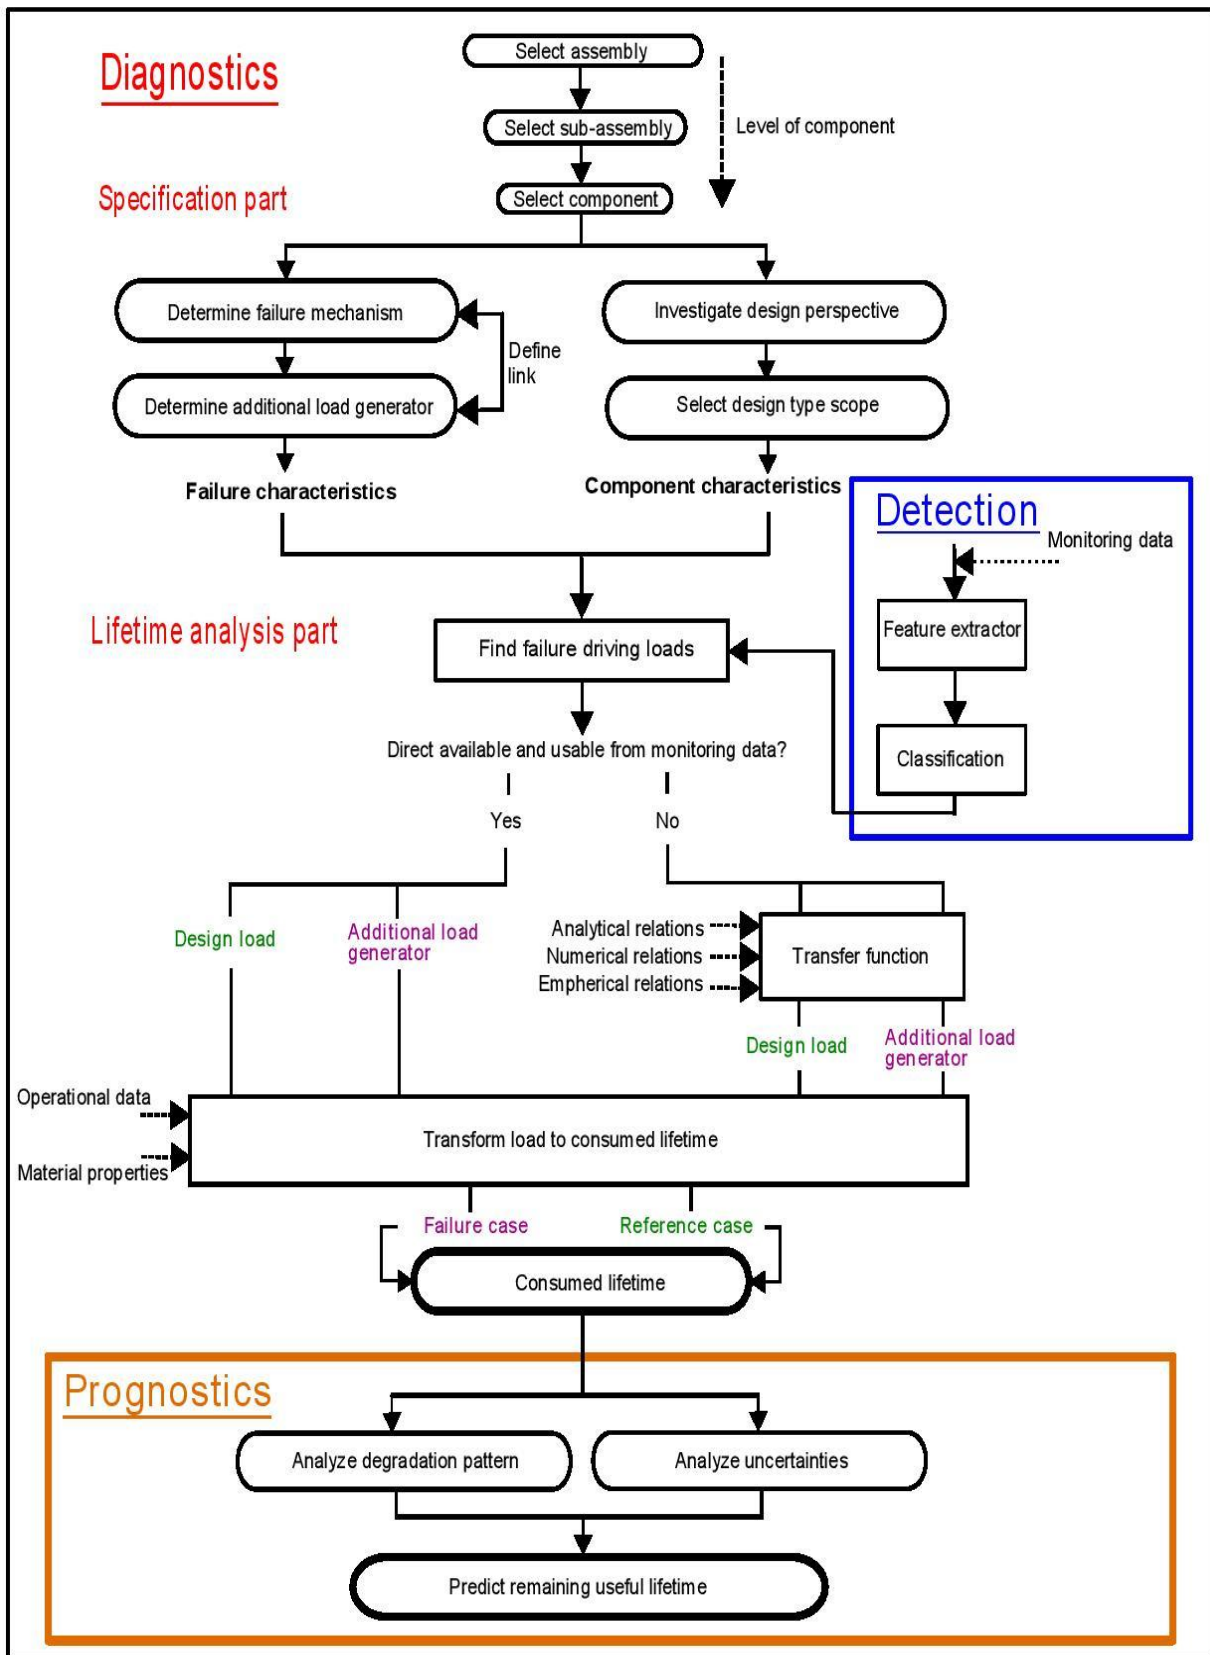 Diagnostics
Select assembly
Select sub-assembly
Level of component
Select component
Specification part
Determine failure mechanism
Investigate design perspective
Define
link
Determine additional load generator
Select design type scope
Failure characteristics
Component characteristics
Detection
Monitoring data
Feature extractor
Classification
Lifetime analysis part
Find failure driving loads
Direct available and usable from monitoring data?
Yes
No
Design load
Additional load
generator
Analytical relations
Numerical relations
Empherical relations
Transfer function
Design load
Additional load
generator
Operational data
Material properties
Transform load to consumed lifetime
Failure case
Reference case
Consumed lifetime
Prognostics
Analyze degradation pattern
Analyze uncertainties
Predict remaining useful lifetime